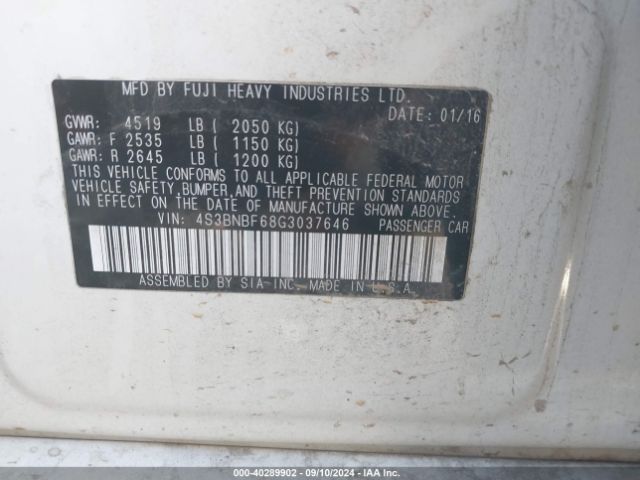 MFD BY FUJI HEAVY INDUSTRIES LTD.
DATE: 01/16
GVWR: 4519 LB ( 2050 KG)
GAWR: F 2535 LB ( 1150 KG)
GAWR: R 2645 LB ( 1200 KG)
THIS VEHICLE CONFORMS TO ALL APPLICABLE FEDERAL MOTOR
VEHICLE SAFETY, BUMPER, AND THEFT PREVENTION STANDARDS
IN EFFECT ON THE DATE OF MANUFACTURE SHOWN ABOVE.
VIN: 4S3BNBF68G3037646 PASSENGER CAR
ASSEMBLED BY SIA INC. MADE IN U.S.A
000-40289902 - 09/10/2024 - IAA Inc.